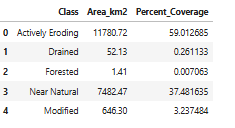 Class Area_km2 Percent_Coverage
0 Actively Eroding 11780.72 59.012685
1 Drained 52.13 0.261133
2 Forested 1.41 0.007063
3 Near Natural 7482.47 37.481635
4 Modified 646.30 3.237484